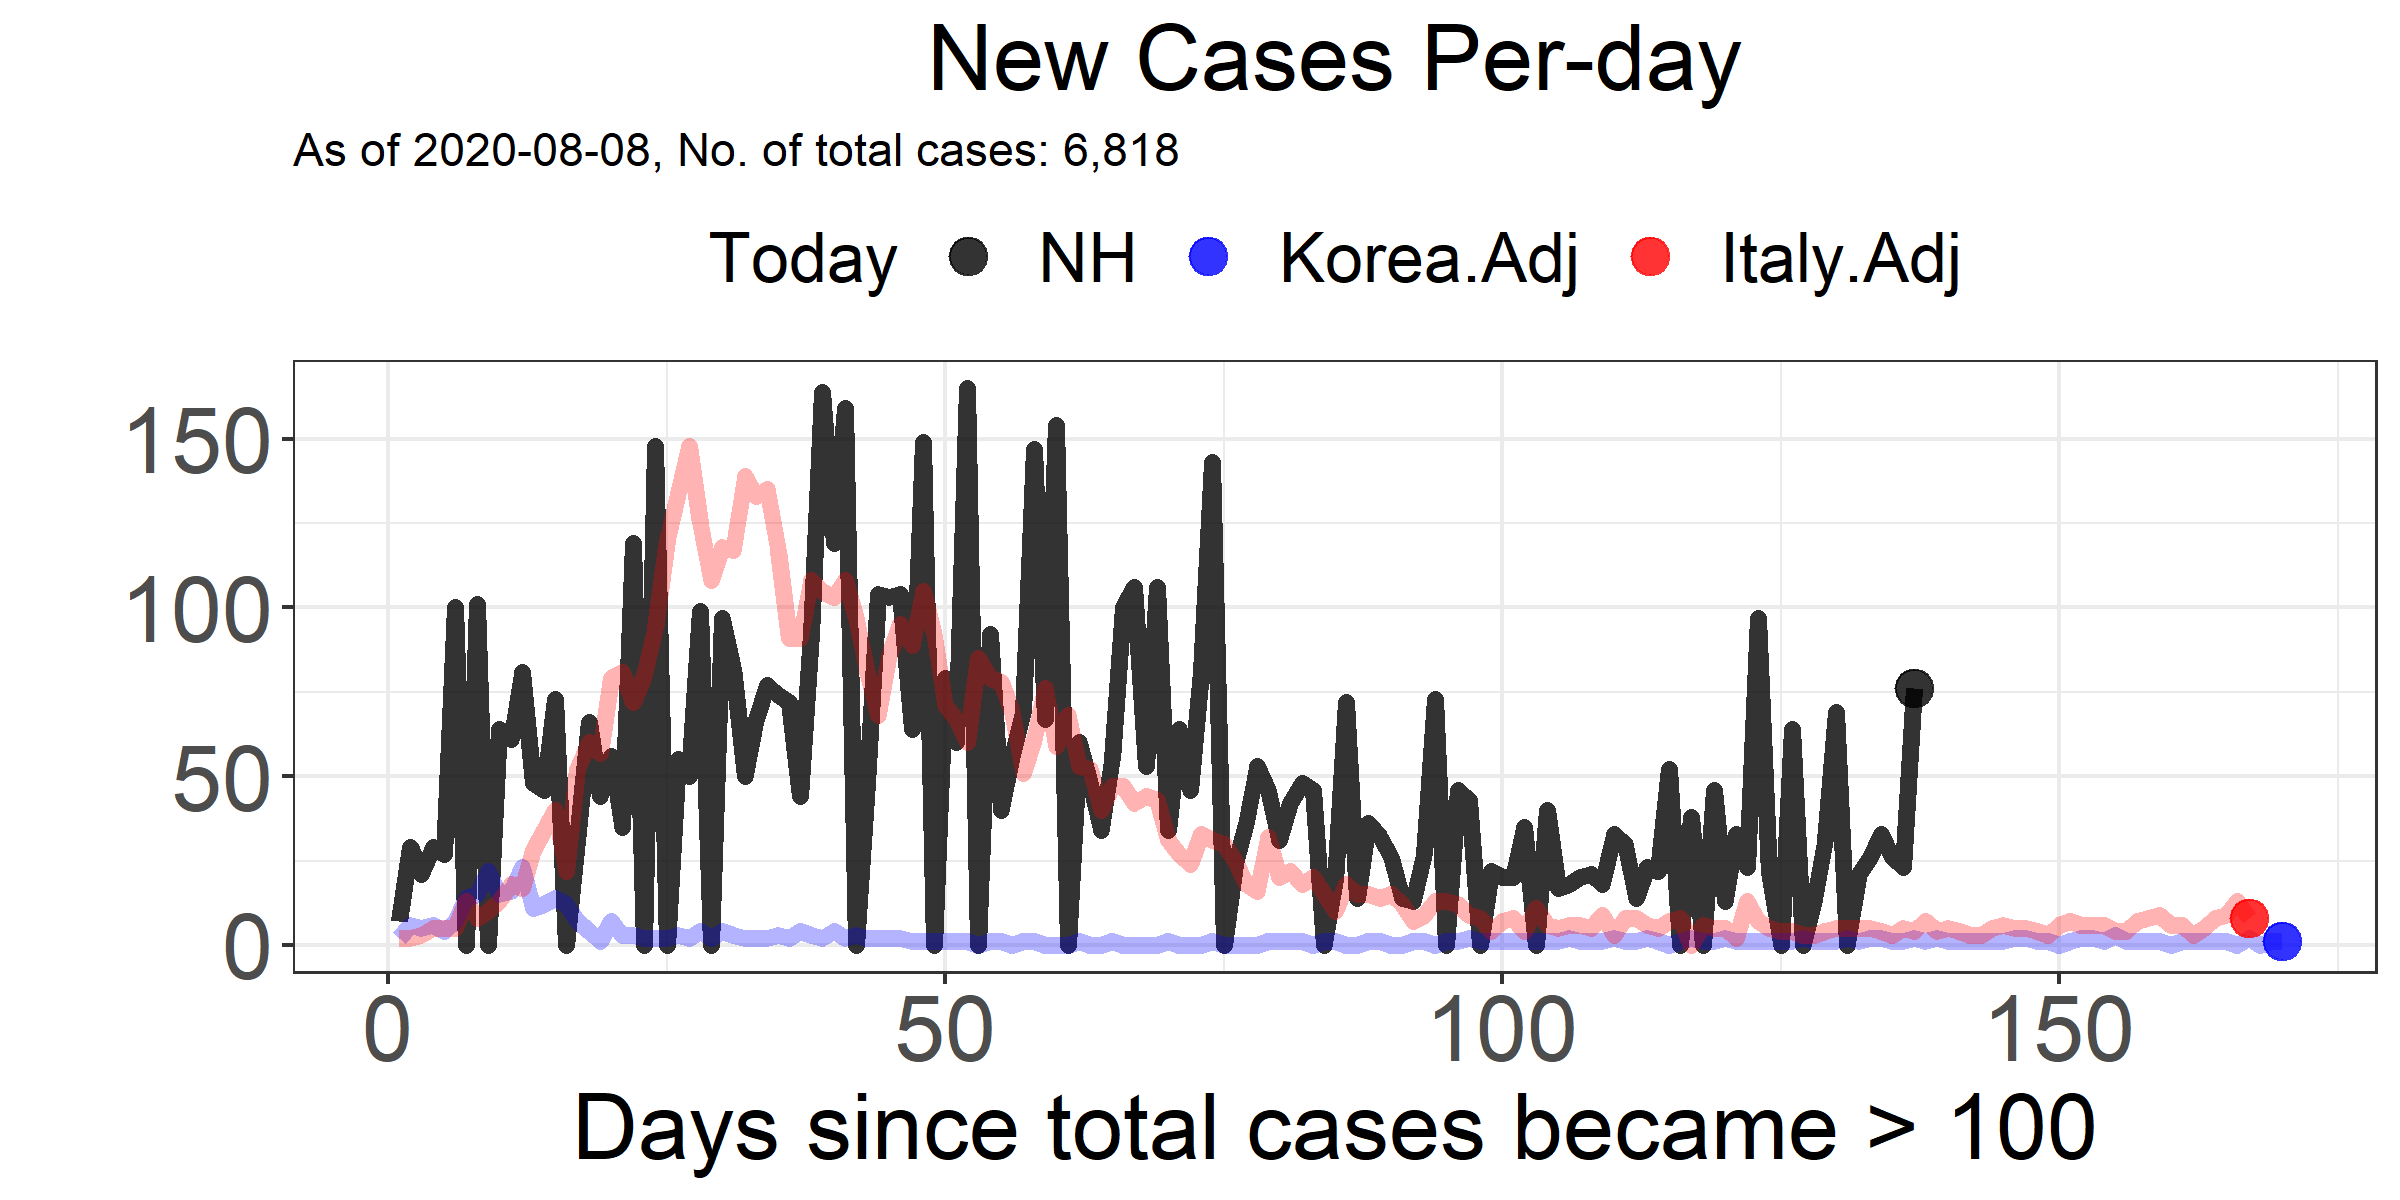 New Cases Per-day
As of 2020-08-08, No. of total cases: 6,818
Today NH Korea.Adj Italy.Adj
150
100
50
0
0 50 100 150
Days since total cases became > 100